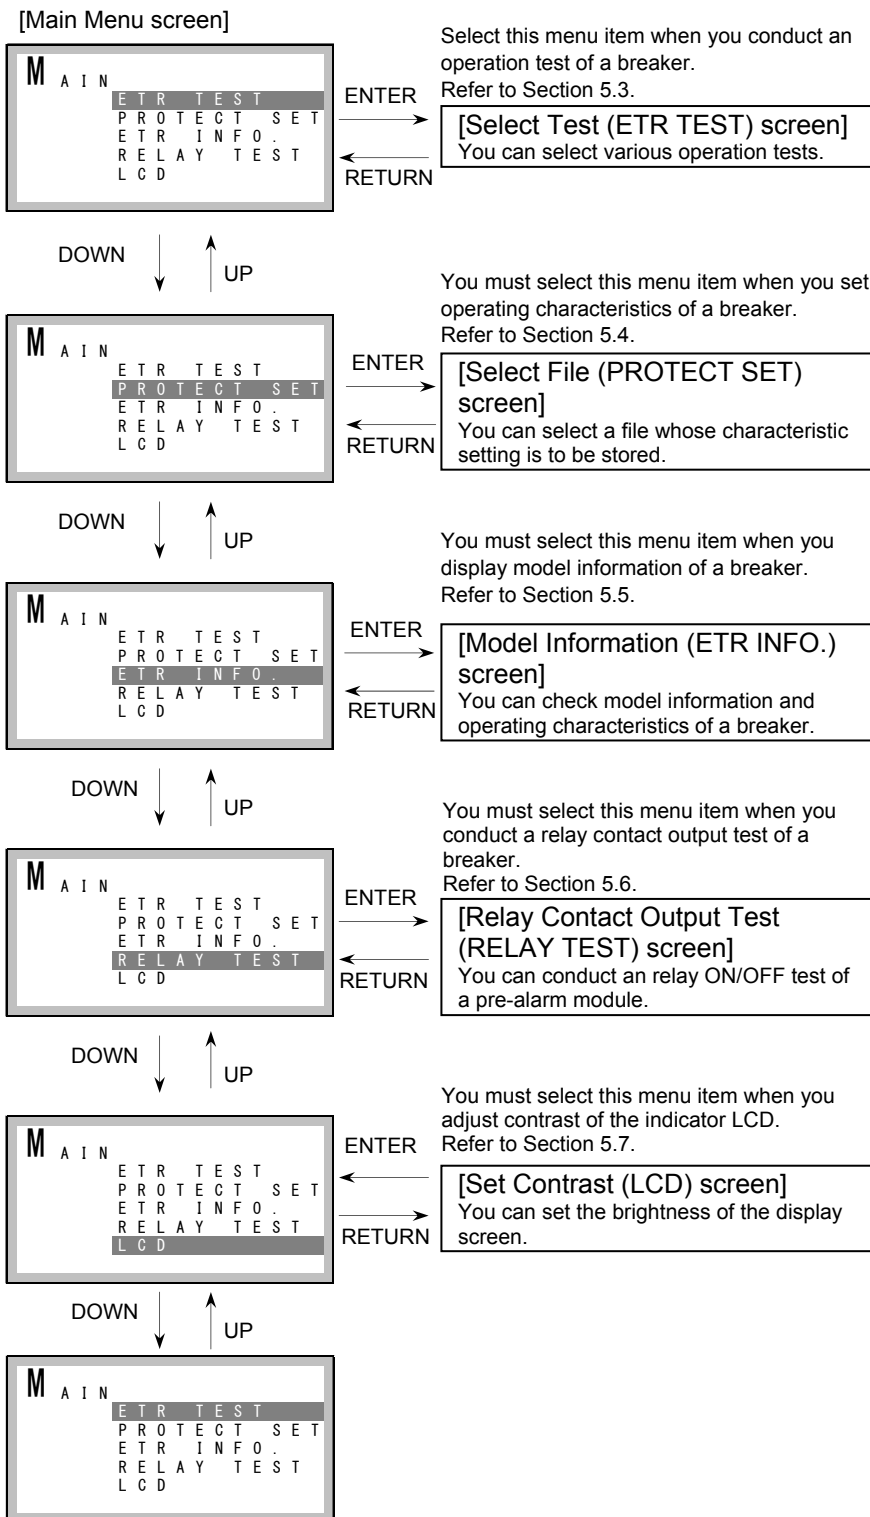 [Main Menu screen]
Select this menu item when you conduct an
operation test of a breaker.
Refer to Section 5.3.
MAIN
ETR TEST
PROTECT SET
ETR INFO.
RELAY TEST
LCD
ENTER
RETURN
[Select Test (ETR TEST) screen]
You can select various operation tests.
DOWN
UP
You must select this menu item when you set
operating characteristics of a breaker.
Refer to Section 5.4.
MAIN
ETR TEST
PROTECT SET
ETR INFO.
RELAY TEST
LCD
ENTER
RETURN
[Select File (PROTECT SET)
screen]
You can select a file whose characteristic
setting is to be stored.
DOWN
UP
You must select this menu item when you
display model information of a breaker.
Refer to Section 5.5.
MAIN
ETR TEST
PROTECT SET
ETR INFO.
RELAY TEST
LCD
ENTER
RETURN
[Model Information (ETR INFO.)
screen]
You can check model information and
operating characteristics of a breaker.
DOWN
UP
You must select this menu item when you
conduct a relay contact output test of a
breaker.
Refer to Section 5.6.
MAIN
ETR TEST
PROTECT SET
ETR INFO.
RELAY TEST
LCD
ENTER
RETURN
[Relay Contact Output Test
(RELAY TEST) screen]
You can conduct an relay ON/OFF test of
a pre-alarm module.
DOWN
UP
You must select this menu item when you
adjust contrast of the indicator LCD.
Refer to Section 5.7.
MAIN
ETR TEST
PROTECT SET
ETR INFO.
RELAY TEST
LCD
ENTER
RETURN
[Set Contrast (LCD) screen]
You can set the brightness of the display
screen.
DOWN
UP
MAIN
ETR TEST
PROTECT SET
ETR INFO.
RELAY TEST
LCD